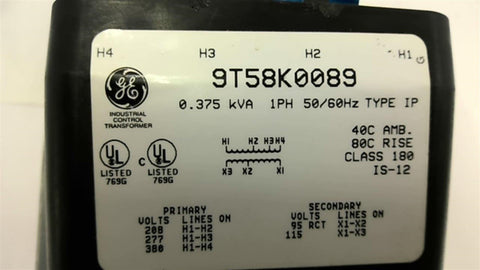 H4 H3 H2 H1
9T58K0089
0.375 kVA 1PH 50/60Hz TYPE IP
GE
INDUSTRIAL
CONTROL
TRANSFORMER
40C AMB.
80C RISE
CLASS 180
IS-12
H1 H2 H3H4
X3 X2 X1
UL C UL
LISTED LISTED
769G 769G
PRIMARY
VOLTS LINES ON
208 H1-H2
277 H1-H3
380 H1-H4
SECONDARY
VOLTS LINES ON
95 RCT X1-X2
115 X1-X3